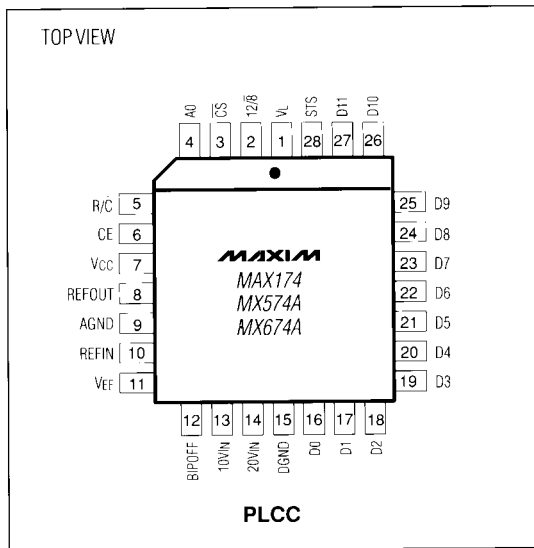 TOP VIEW
A0
C̅S̅
12/8̅
VL
STS
D11
D10
4
3
2
1
28
27
26
R/C̅ 5
CE 6
VCC 7
REFOUT 8
AGND 9
REFIN 10
VEF 11
MAXIM
MAX174
MX574A
MX674A
25 D9
24 D8
23 D7
22 D6
21 D5
20 D4
19 D3
12
13
14
15
16
17
18
BIPOFF
10VIN
20VIN
DGND
D0
D1
D2
PLCC